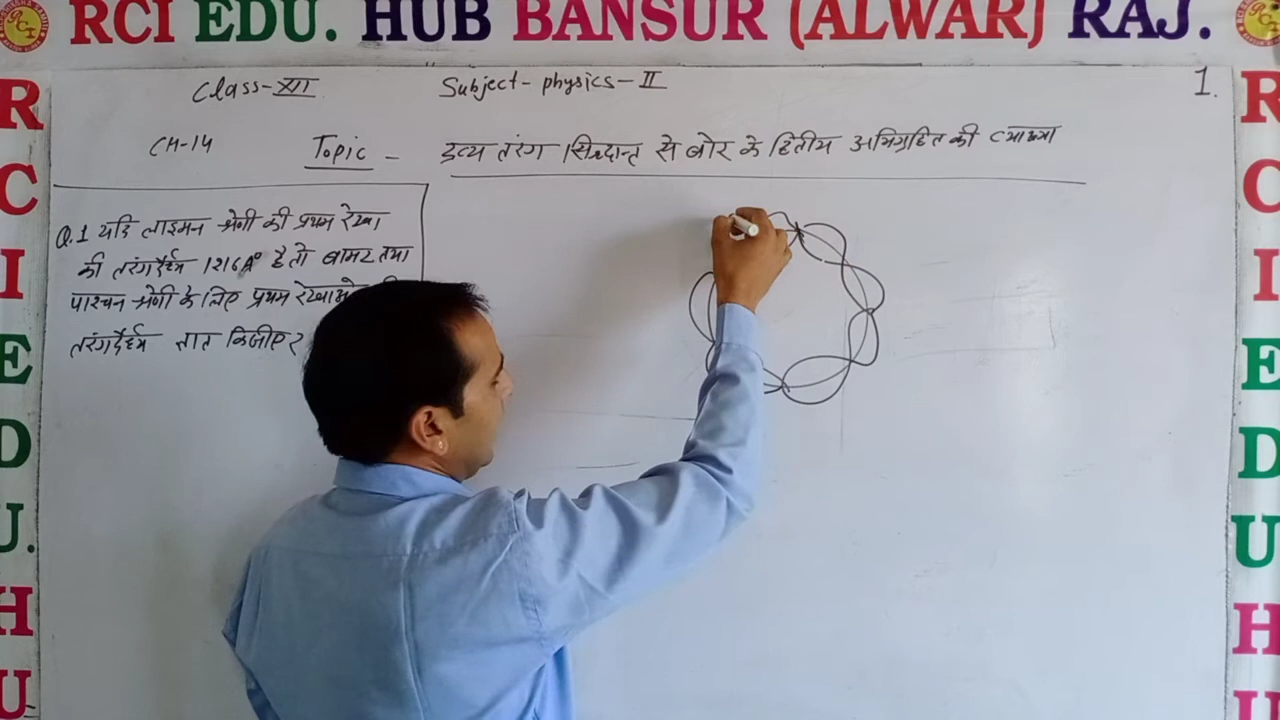 RCI EDU. HUB BANSUR (ALWAR) RAJ.
Class-XII Subject-physics-II 1.
CH-14 Topic - द्रव्य तरंग सिद्धान्त से बोर के द्वितीय अभिग्रहित की व्याख्या
Q.1 यदि लाइमन श्रेणी की प्रथम रेखा
की तरंगदैर्ध्य 1216A° है तो बामर तथा
पाश्चन श्रेणी के लिए प्रथम रेखाओं
तरंगदैर्ध्य ज्ञात किजीए?
R
C
I
E
D
U.
H
U
R
C
I
E
D
U
H
U